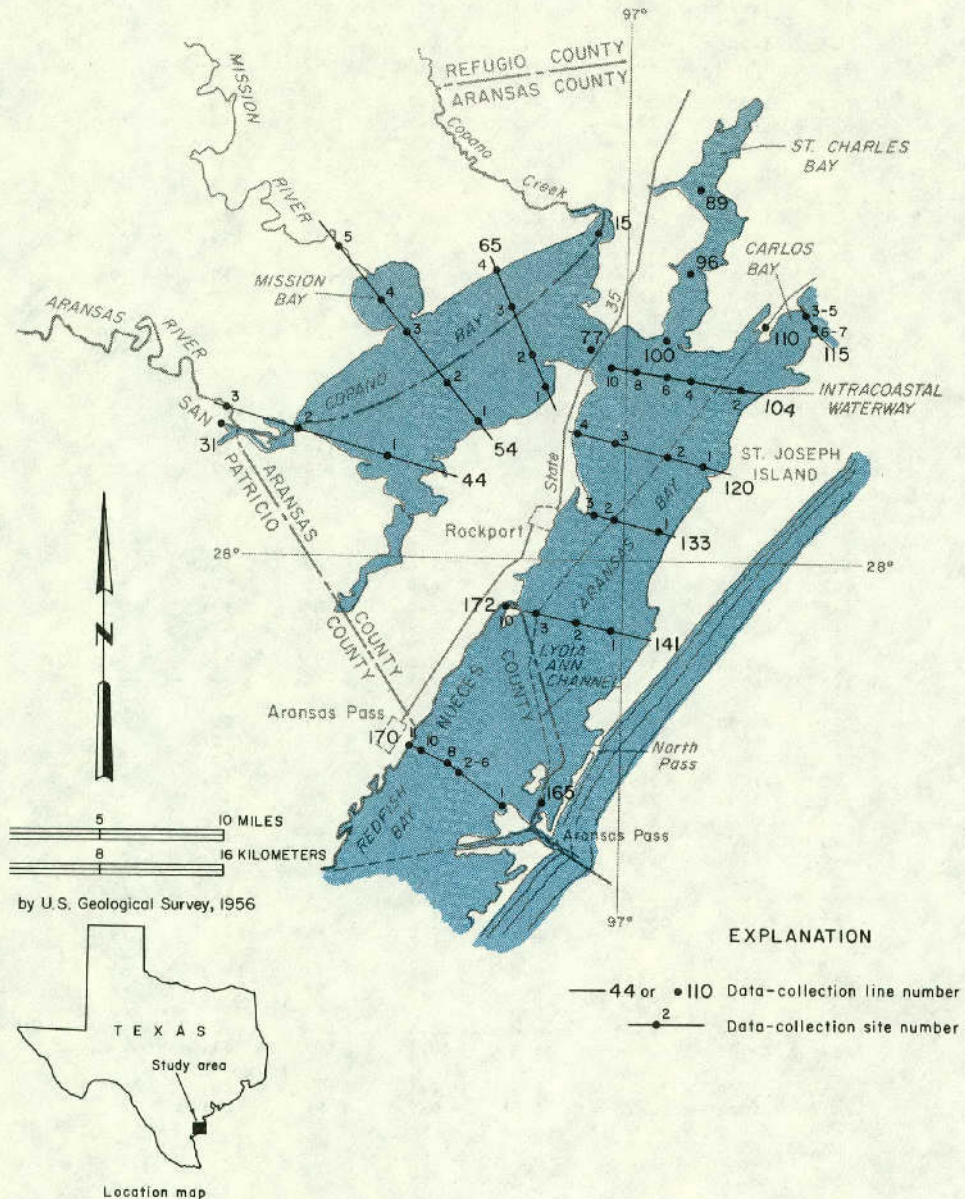 97°
REFUGIO COUNTY
ARANSAS COUNTY
MISSION
RIVER
Copano
Creek
ST. CHARLES
BAY
89
15
5
65
4
CARLOS
BAY
96
MISSION
BAY
4
3
3
ARANSAS
RIVER
COPANO
BAY
35
3-5
110
6-7
77
100
115
2
2
10
8
6
4
2
INTRACOASTAL
WATERWAY
104
1
3
SAN
PATRICIO
COUNTY
2
1
31
ARANSAS
COUNTY
54
4
3
2
1
ST. JOSEPH
ISLAND
1
44
State
120
BAY
Rockport
3
2
1
133
28°
28°
ARANSAS
172
10
3
2
1
141
N
LYDIA
ANN
CHANNEL
NUECES
COUNTY
Aransas Pass
North
Pass
170
11
10
8
2-6
1
165
REDFISH
BAY
Aransas Pass
5
10 MILES
8
16 KILOMETERS
by U.S. Geological Survey, 1956
97°
EXPLANATION
44 or 110 Data-collection line number
2 Data-collection site number
TEXAS
Study area
Location map